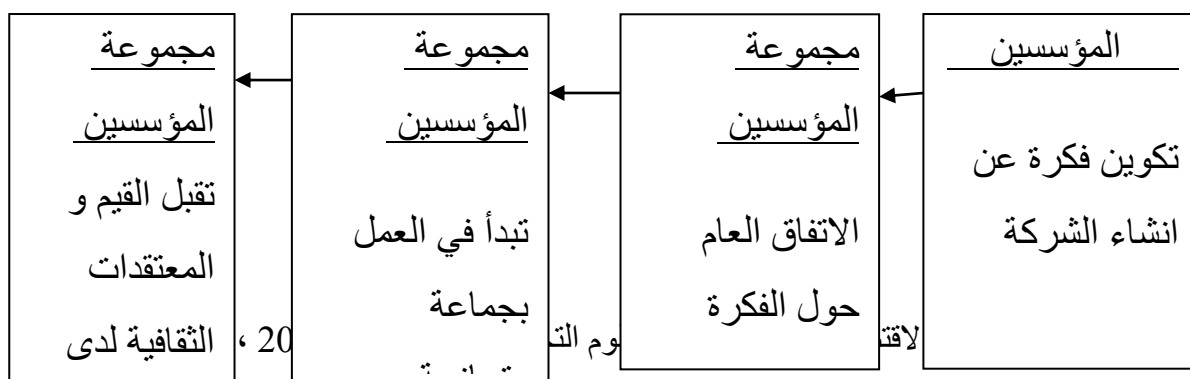 المؤسسين
تكوين فكرة عن
انشاء الشركة
مجموعة
المؤسسين
الاتفاق العام
حول الفكرة
مجموعة
المؤسسين
تبدأ في العمل
بجماعة
مجموعة
المؤسسين
تقبل القيم و
المعتقدات
الثقافية لدى
20 ،